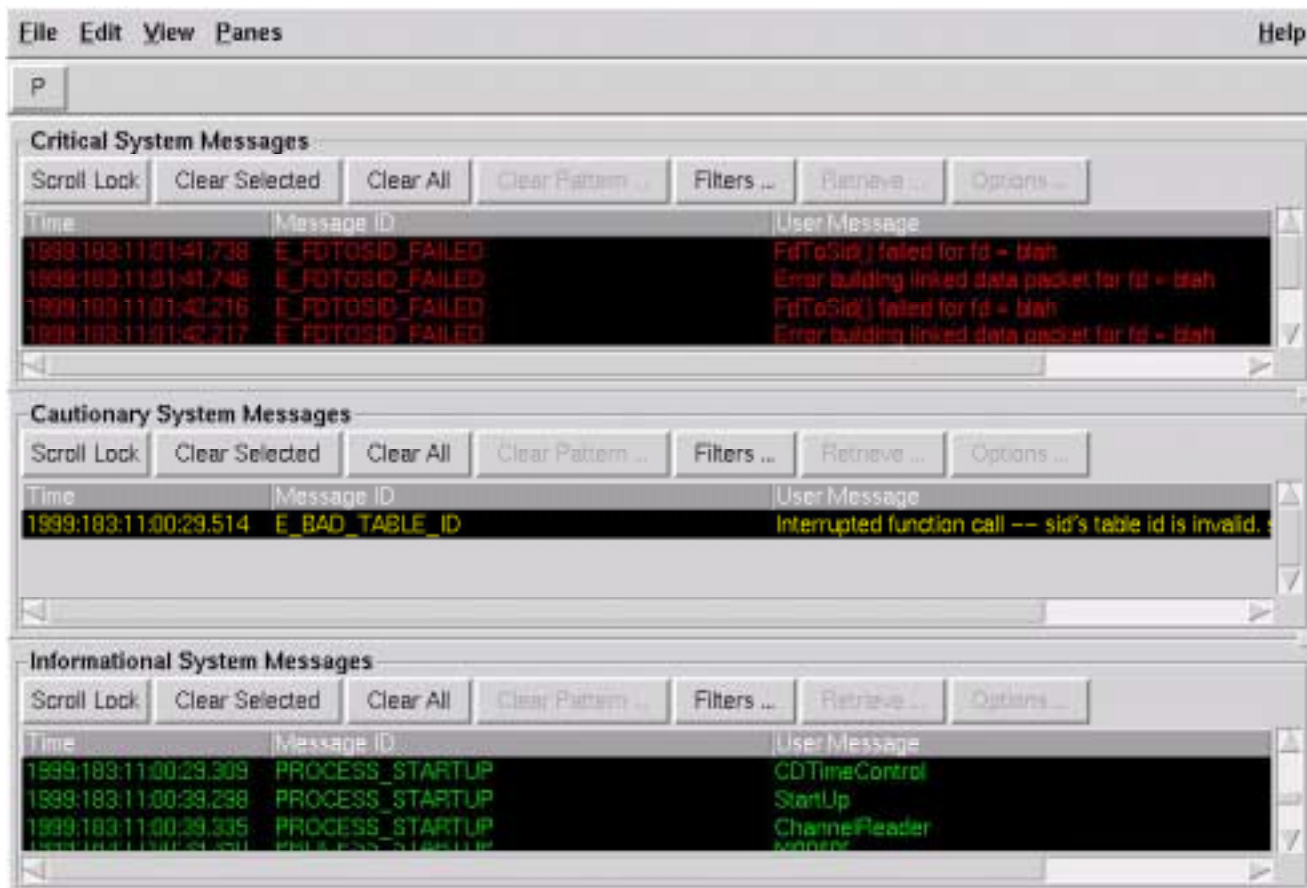 File Edit View Panes Help
P
Critical System Messages
Scroll Lock Clear Selected Clear All Clear Pattern ... Filters ... Retrieve ... Options ...
Time Message ID User Message
1999:183:11:01:41.738 E_FDTOSID_FAILED FdToSid() failed for fd = blah
1999:183:11:01:41.746 E_FDTOSID_FAILED Error building linked data packet for fd = blah
1999:183:11:01:42.216 E_FDTOSID_FAILED FdToSid() failed for fd = blah
1999:183:11:01:42.217 E_FDTOSID_FAILED Error building linked data packet for fd = blah
Cautionary System Messages
Scroll Lock Clear Selected Clear All Clear Pattern ... Filters ... Retrieve ... Options ...
Time Message ID User Message
1999:183:11:00:29.514 E_BAD_TABLE_ID Interrupted function call -- sid's table id is invalid.
Informational System Messages
Scroll Lock Clear Selected Clear All Clear Pattern ... Filters ... Retrieve ... Options ...
Time Message ID User Message
1999:183:11:00:29.309 PROCESS_STARTUP CDTimeControl
1999:183:11:00:39.298 PROCESS_STARTUP StartUp
1999:183:11:00:39.335 PROCESS_STARTUP ChannelReader
PROCESS_STARTUP